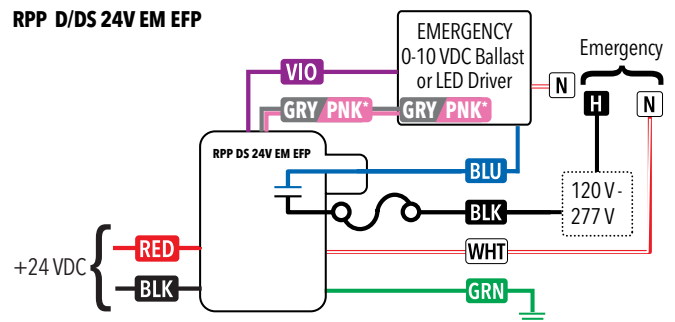 RPP D/DS 24V EM EFP
EMERGENCY
0-10 VDC Ballast
or LED Driver
Emergency
VIO
N
H
N
GRY/PNK*
GRY/PNK*
RPP DS 24V EM EFP
BLU
120 V -
277 V
BLK
WHT
RED
+24 VDC
BLK
GRN